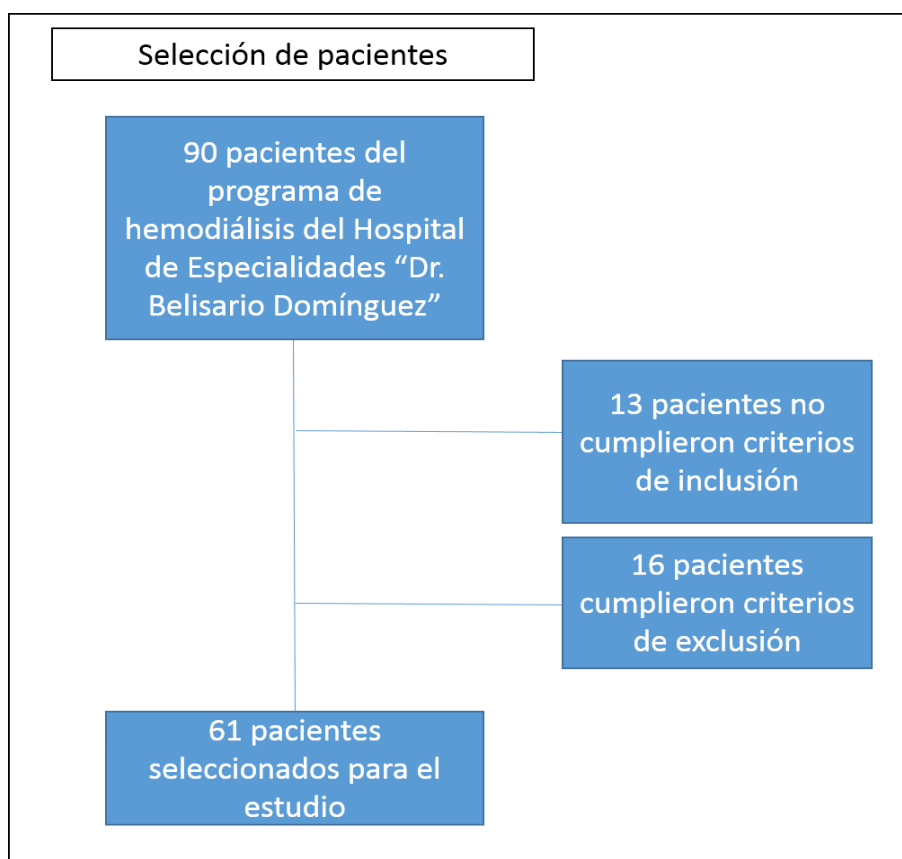 Selección de pacientes
90 pacientes del
programa de
hemodiálisis del Hospital
de Especialidades “Dr.
Belisario Domínguez”
13 pacientes no
cumplieron criterios
de inclusión
16 pacientes
cumplieron criterios
de exclusión
61 pacientes
seleccionados para el
estudio